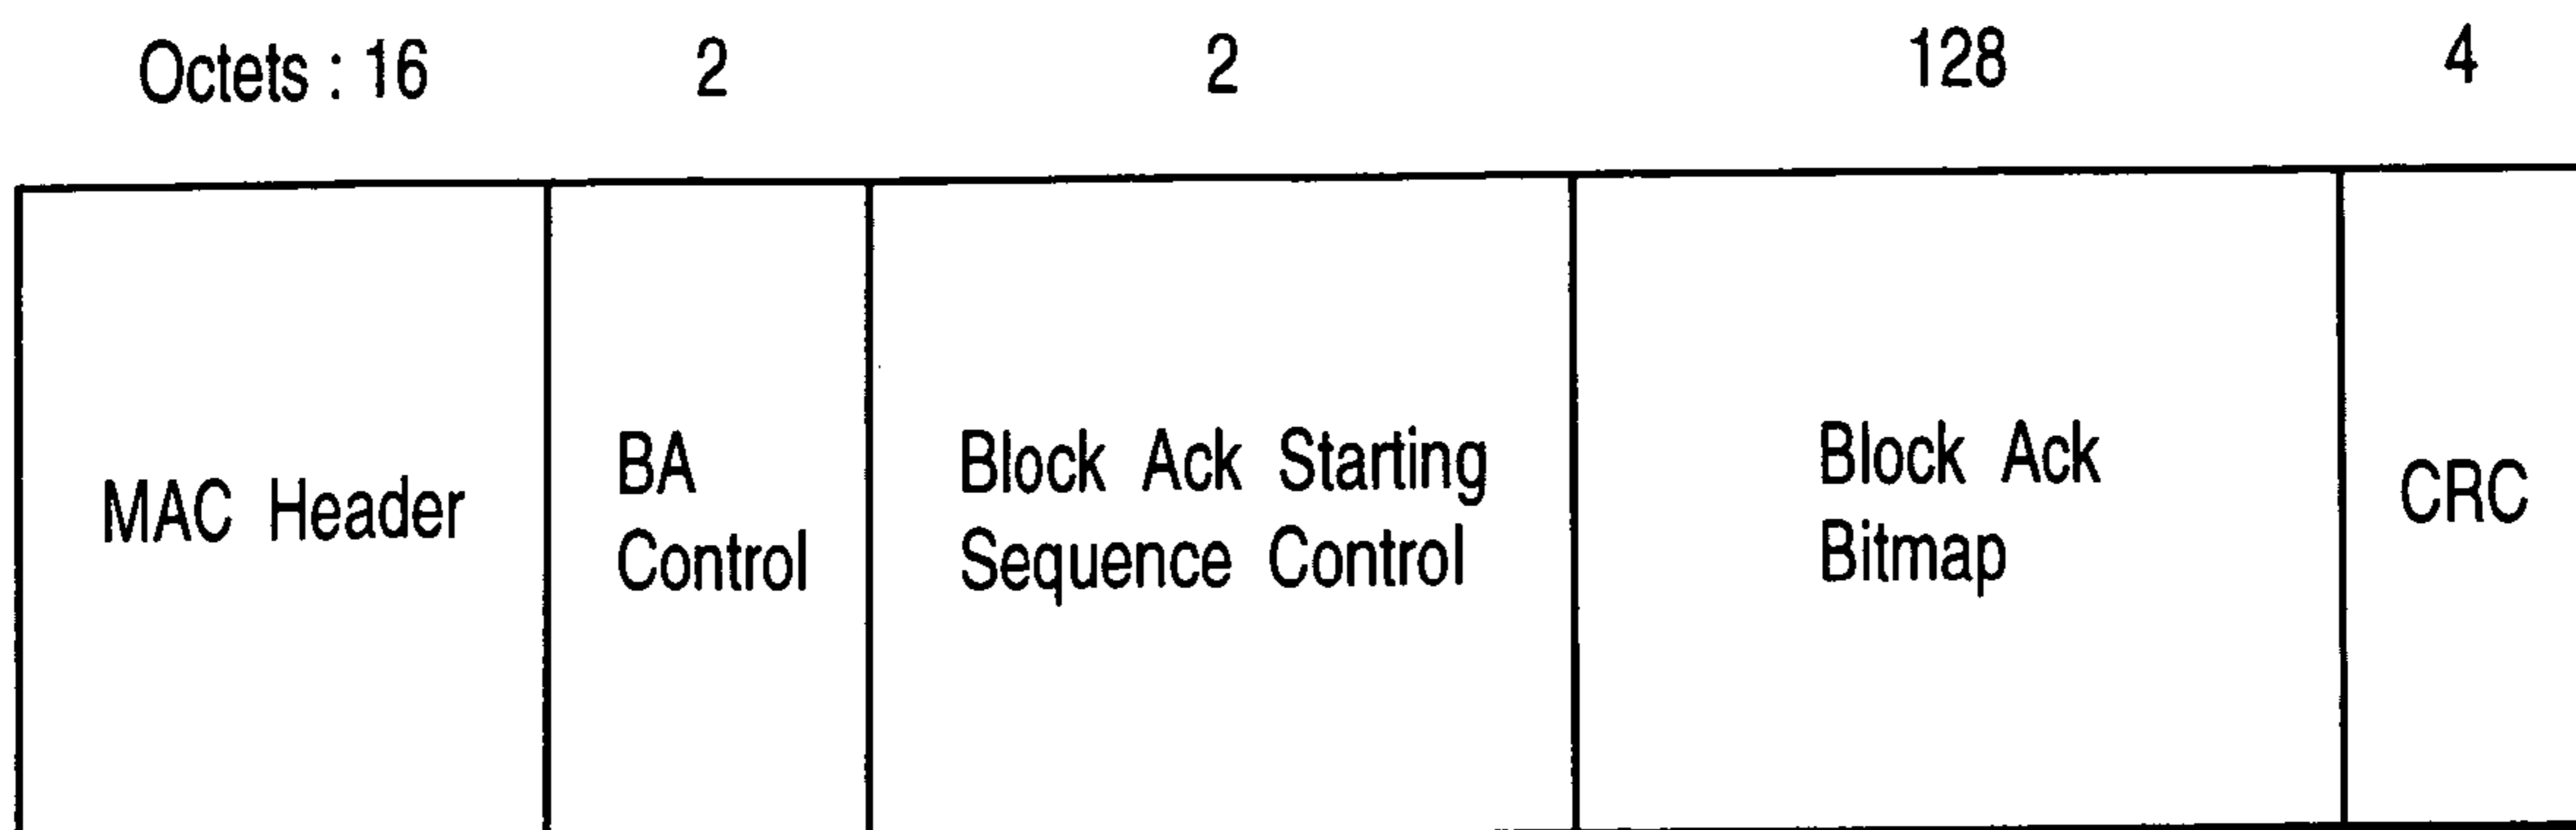 Octets : 16 2 2 128 4
MAC Header
BA
Control
Block Ack Starting
Sequence Control
Block Ack
Bitmap
CRC